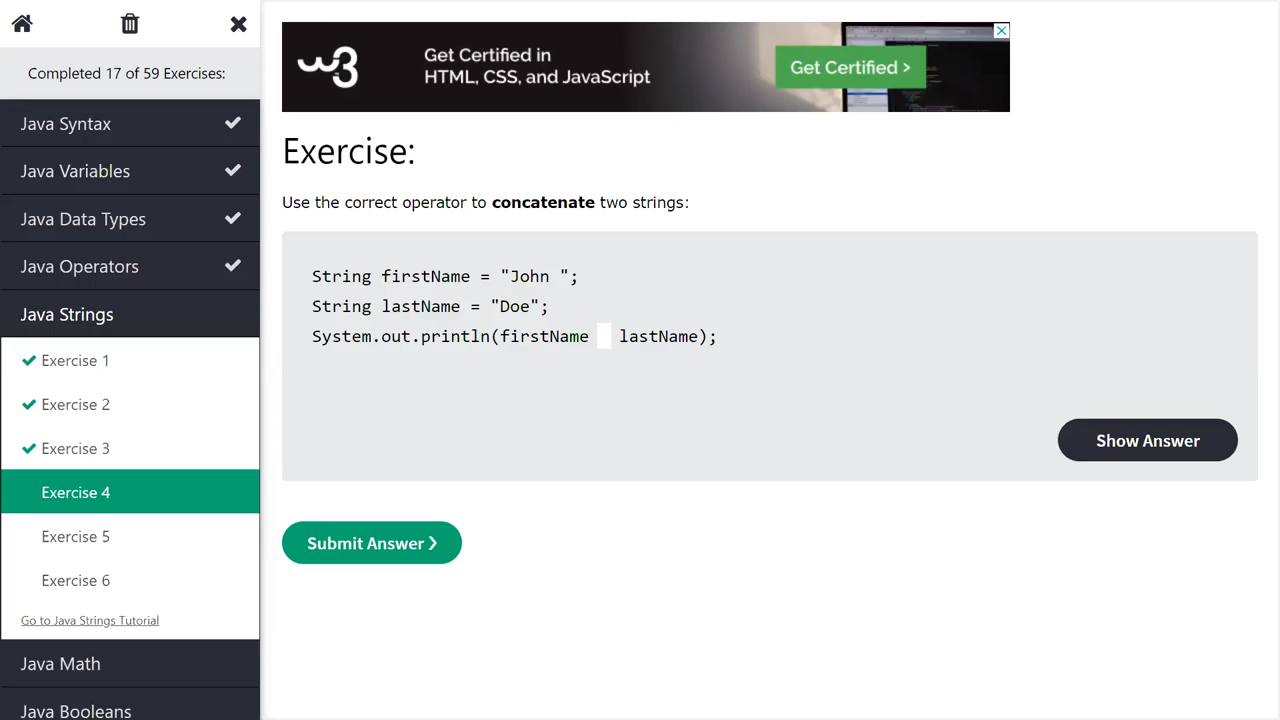 Completed 17 of 59 Exercises:
Java Syntax
Java Variables
Java Data Types
Java Operators
Java Strings
Exercise 1
Exercise 2
Exercise 3
Exercise 4
Exercise 5
Exercise 6
Go to Java Strings Tutorial
Java Math
Java Booleans
w3
Get Certified in
HTML, CSS, and JavaScript
Get Certified >
Exercise:
Use the correct operator to concatenate two strings:
String firstName = "John ";
String lastName = "Doe";
System.out.println(firstName   lastName);
Show Answer
Submit Answer ❯